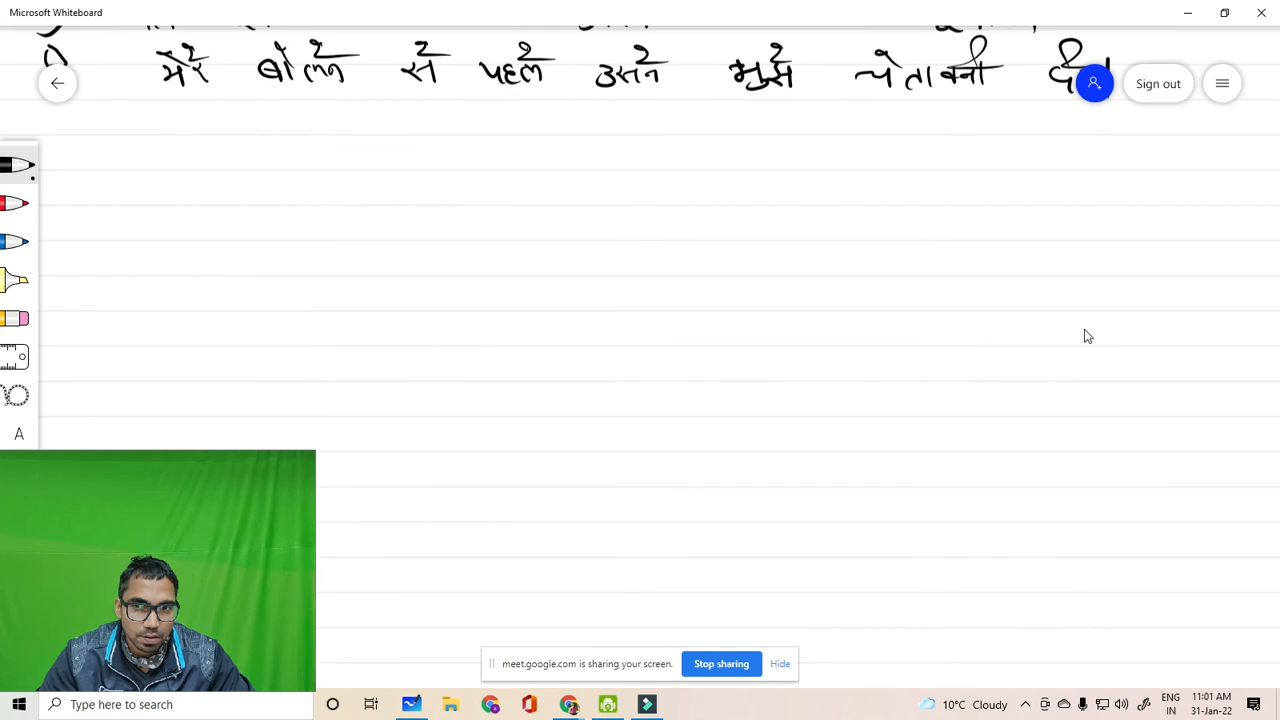 Microsoft Whiteboard
मेरे बोलने से पहले उसने मुझे चेतावनी दी।
Sign out
A
meet.google.com is sharing your screen.
Stop sharing
Hide
Type here to search
10°C Cloudy
ENG
IN
11:01 AM
31-Jan-22